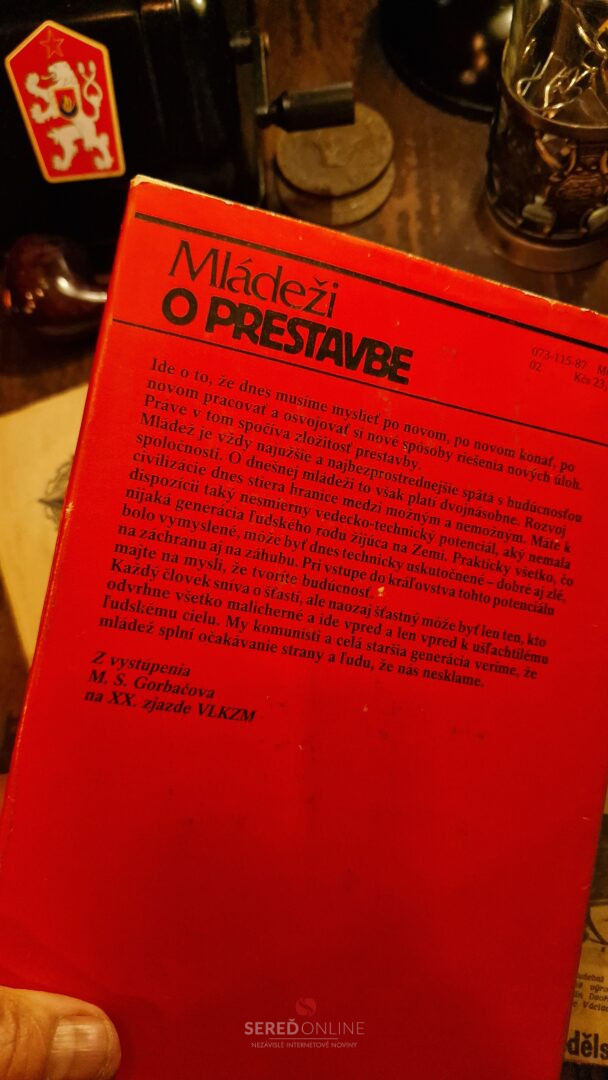 Mládeži
O PRESTAVBE
073-115-87
02 Kčs 23
Ide o to, že dnes musíme myslieť po novom, po novom konať, po
novom pracovať a osvojovať si nové spôsoby riešenia nových úloh.
Práve v tom spočíva zložitosť prestavby.
Mládež je vždy najužšie a najbezprostrednejšie spätá s budúcnosťou
spoločnosti. O dnešnej mládeži to však platí dvojnásobne. Rozvoj
civilizácie dnes stiera hranice medzi možným a nemožným. Máte k
dispozícii taký nesmierny vedecko-technický potenciál, aký nemala
nijaká generácia ľudského rodu žijúca na Zemi. Prakticky všetko, čo
bolo vymyslené, môže byť dnes technicky uskutočnené – dobré aj zlé,
na záchranu aj na záhubu. Pri vstupe do kráľovstva tohto potenciálu
majte na mysli, že tvoríte budúcnosť.
Každý človek sníva o šťastí, ale naozaj šťastný môže byť len ten, kto
odvrhne všetko malicherné a ide vpred a len vpred k ušľachtilému
ľudskému cieľu. My komunisti a celá staršia generácia veríme, že
mládež splní očakávanie strany a ľudu, že nás nesklame.
Z vystúpenia
M. S. Gorbačova
na XX. zjazde VLKZM
SEREĎONLINE
NEZÁVISLÉ INTERNETOVÉ NOVINY